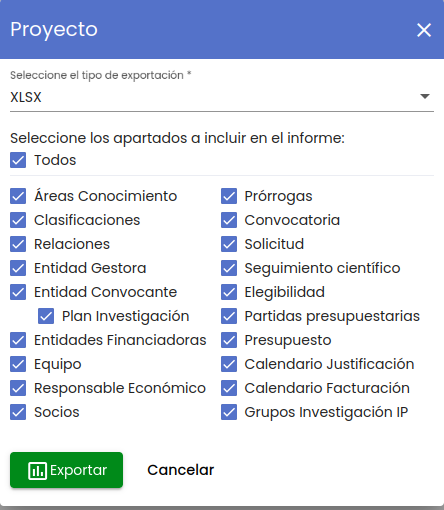 Proyecto
Seleccione el tipo de exportación *
XLSX
Seleccione los apartados a incluir en el informe:
Todos
Áreas Conocimiento
Clasificaciones
Relaciones
Entidad Gestora
Entidad Convocante
Plan Investigación
Entidades Financiadoras
Equipo
Responsable Económico
Socios
Prórrogas
Convocatoria
Solicitud
Seguimiento científico
Elegibilidad
Partidas presupuestarias
Presupuesto
Calendario Justificación
Calendario Facturación
Grupos Investigación IP
Exportar
Cancelar